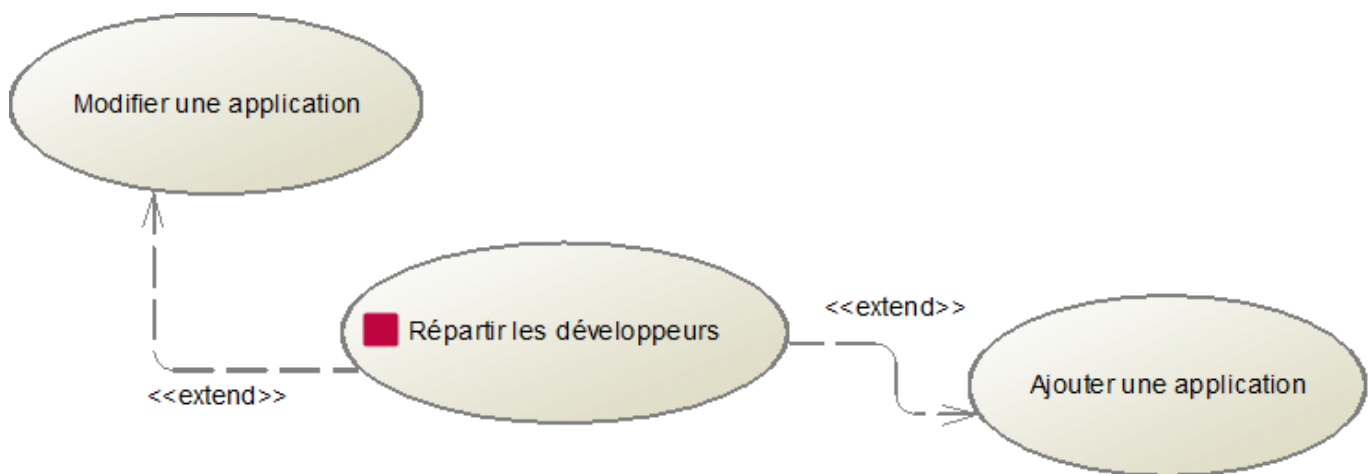 Modifier une application
<<extend>>
Répartir les développeurs
<<extend>>
Ajouter une application